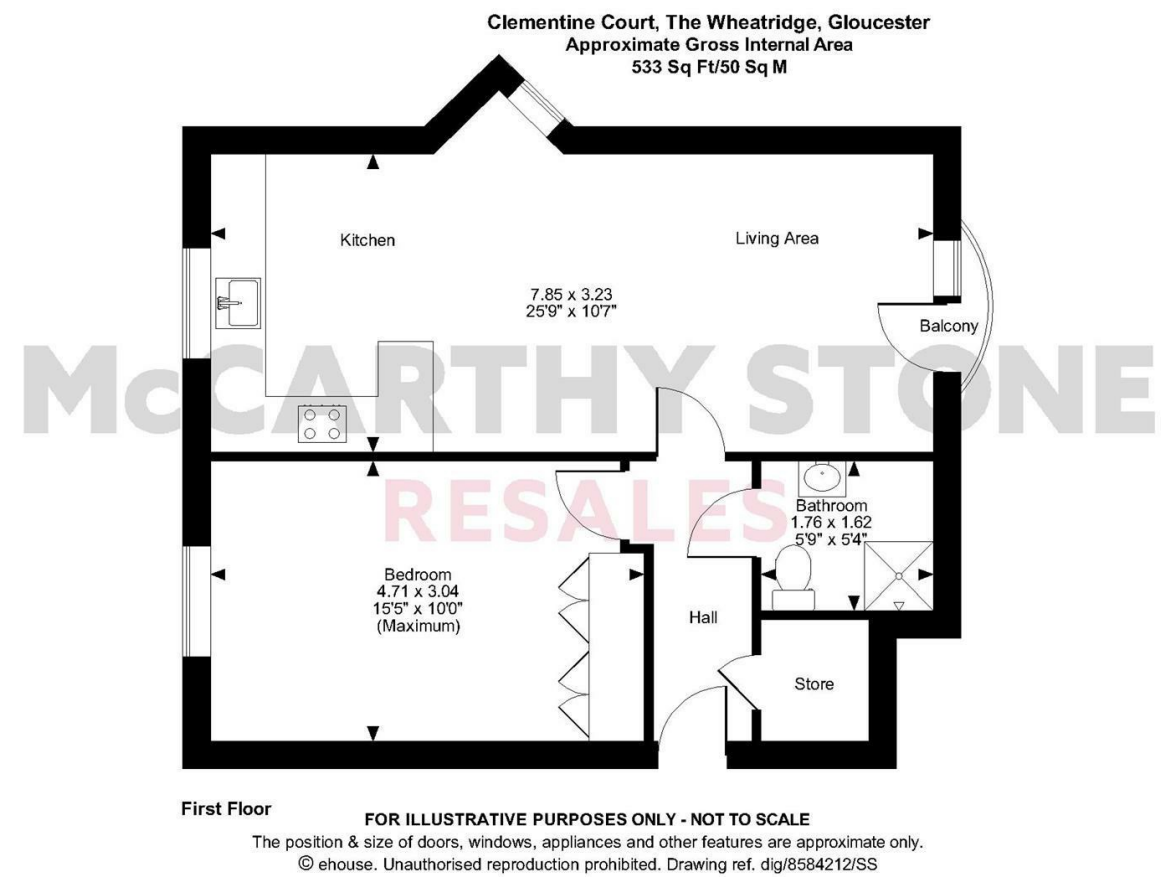 Clementine Court, The Wheatridge, Gloucester
Approximate Gross Internal Area
533 Sq Ft/50 Sq M
Kitchen
Living Area
7.85 x 3.23
25'9" x 10'7"
Balcony
McCARTHY STONE
RESALES
Bathroom
1.76 x 1.62
5'9" x 5'4"
Bedroom
4.71 x 3.04
15'5" x 10'0"
(Maximum)
Hall
Store
First Floor
FOR ILLUSTRATIVE PURPOSES ONLY - NOT TO SCALE
The position & size of doors, windows, appliances and other features are approximate only.
© ehouse. Unauthorised reproduction prohibited. Drawing ref. dig/8584212/SS